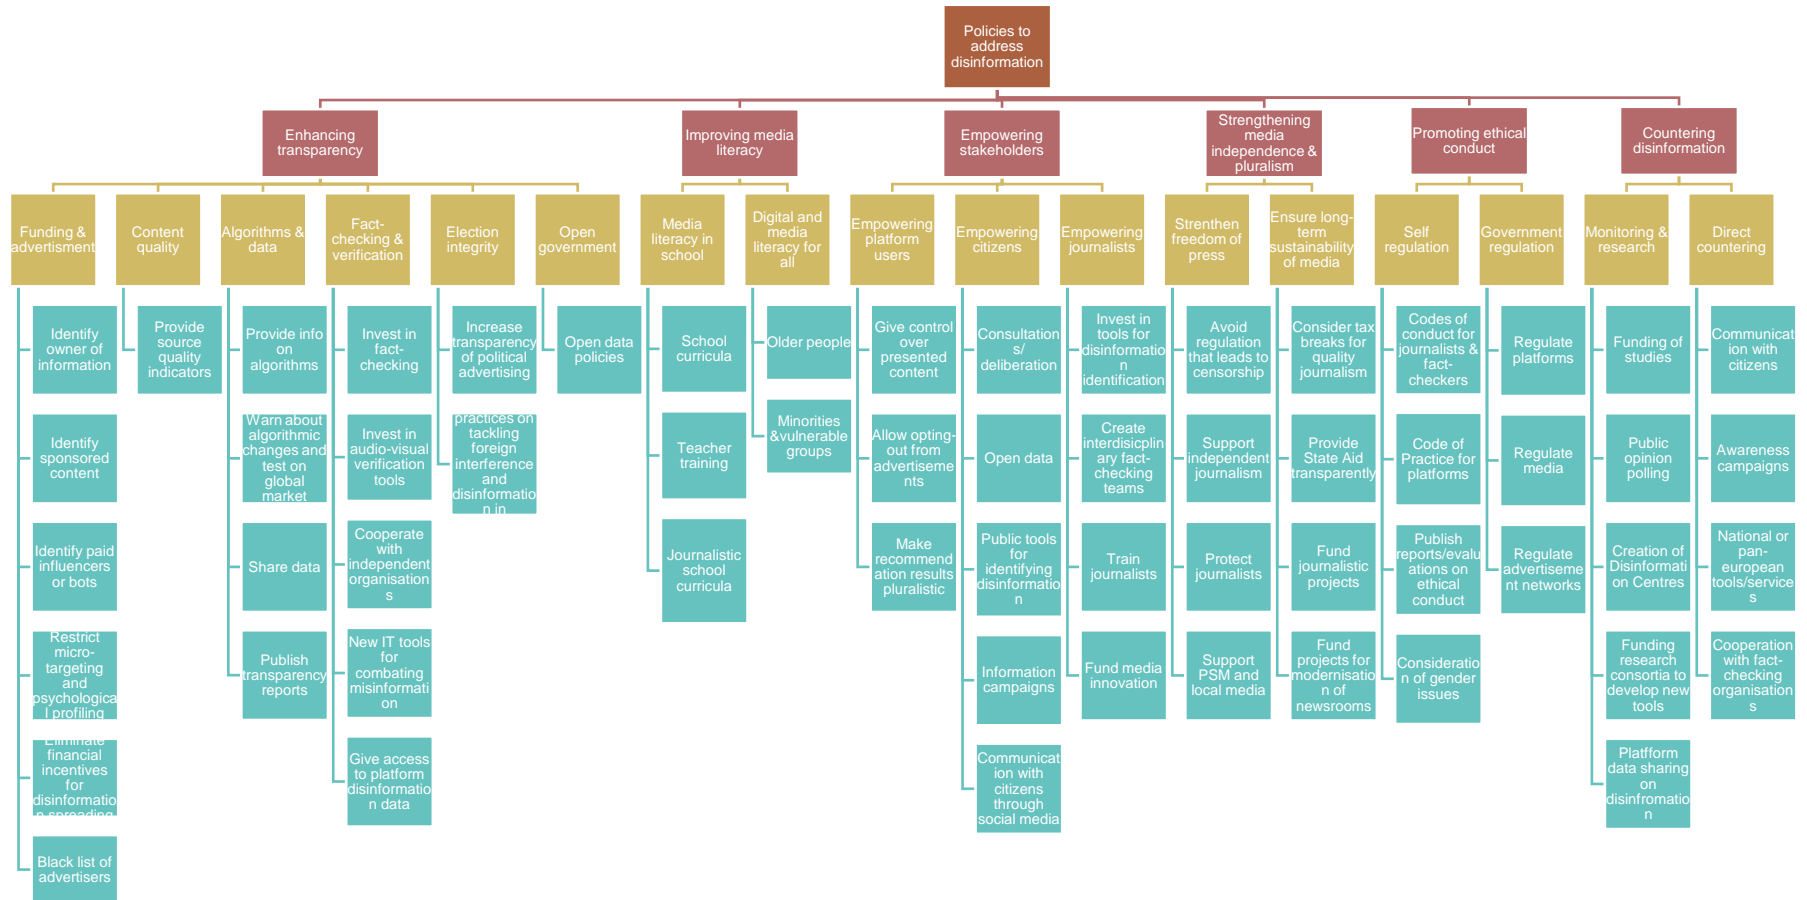 Policies to
address
disinformation
Enhancing
transparency
Improving media
literacy
Empowering
stakeholders
Strengthening
media
independence &
pluralism
Promoting ethical
conduct
Countering
disinformation
Funding &
advertisment
Content
quality
Algorithms &
data
Fact-
checking &
verification
Election
integrity
Open
government
Media
literacy in
school
Digital and
media
literacy for
all
Empowering
platform
users
Empowering
citizens
Empowering
journalists
Strenthen
freedom of
press
Ensure long-
term
sustainability
of media
Self
regulation
Government
regulation
Monitoring &
research
Direct
countering
Identify
owner of
information
Identify
sponsored
content
Identify paid
influencers
or bots
Restrict
micro-
targeting
and
psychologica
l profiling
Eliminate
financial
incentives
for
disinformatio
n spreading
Black list of
advertisers
Provide
source
quality
indicators
Provide info
on
algorithms
Warn about
algorithmic
changes and
test on
global
market
Share data
Publish
transparency
reports
Invest in
fact-
checking
Invest in
audio-visual
verification
tools
Cooperate
with
independent
organisation
s
New IT tools
for
combating
misinformati
on
Give access
to platform
disinformatio
n data
Increase
transparency
of political
advertising
practices on
tackling
foreign
interference
and
disinformatio
n in
Open data
policies
School
curricula
Teacher
training
Journalistic
school
curricula
Older people
Minorities
&vulnerable
groups
Give control
over
presented
content
Allow opting-
out from
advertiseme
nts
Make
recommend
ation results
pluralistic
Consultation
s/
deliberation
Open data
Public tools
for
identifying
disinformatio
n
Information
campaigns
Communicat
ion with
citizens
through
social media
Invest in
tools for
disinformatio
n
identification
Create
interdisicplin
ary fact-
checking
teams
Train
journalists
Fund media
innovation
Avoid
regulation
that leads to
censorship
Support
independent
journalism
Protect
journalists
Support
PSM and
local media
Consider tax
breaks for
quality
journalism
Provide
State Aid
transparently
Fund
journalistic
projects
Fund
projects for
modernisatio
n of
newsrooms
Codes of
conduct for
journalists &
fact-
checkers
Code of
Practice for
platforms
Publish
reports/evalu
ations on
ethical
conduct
Consideratio
n of gender
issues
Regulate
platforms
Regulate
media
Regulate
advertiseme
nt networks
Funding of
studies
Public
opinion
polling
Creation of
Disinformati
on Centres
Funding
research
consortia to
develop new
tools
Platfform
data sharing
on
disinfromatio
n
Communicat
ion with
citizens
Awareness
campaigns
National or
pan-
european
tools/service
s
Cooperation
with fact-
checking
organisation
s